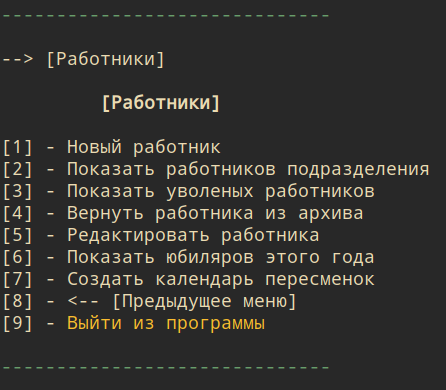 ------------------------------
--> [Работники]
[Работники]
[1] - Новый работник
[2] - Показать работников подразделения
[3] - Показать уволеных работников
[4] - Вернуть работника из архива
[5] - Редактировать работника
[6] - Показать юбиляров этого года
[7] - Создать календарь пересменок
[8] - <-- [Предыдущее меню]
[9] - Выйти из программы
------------------------------